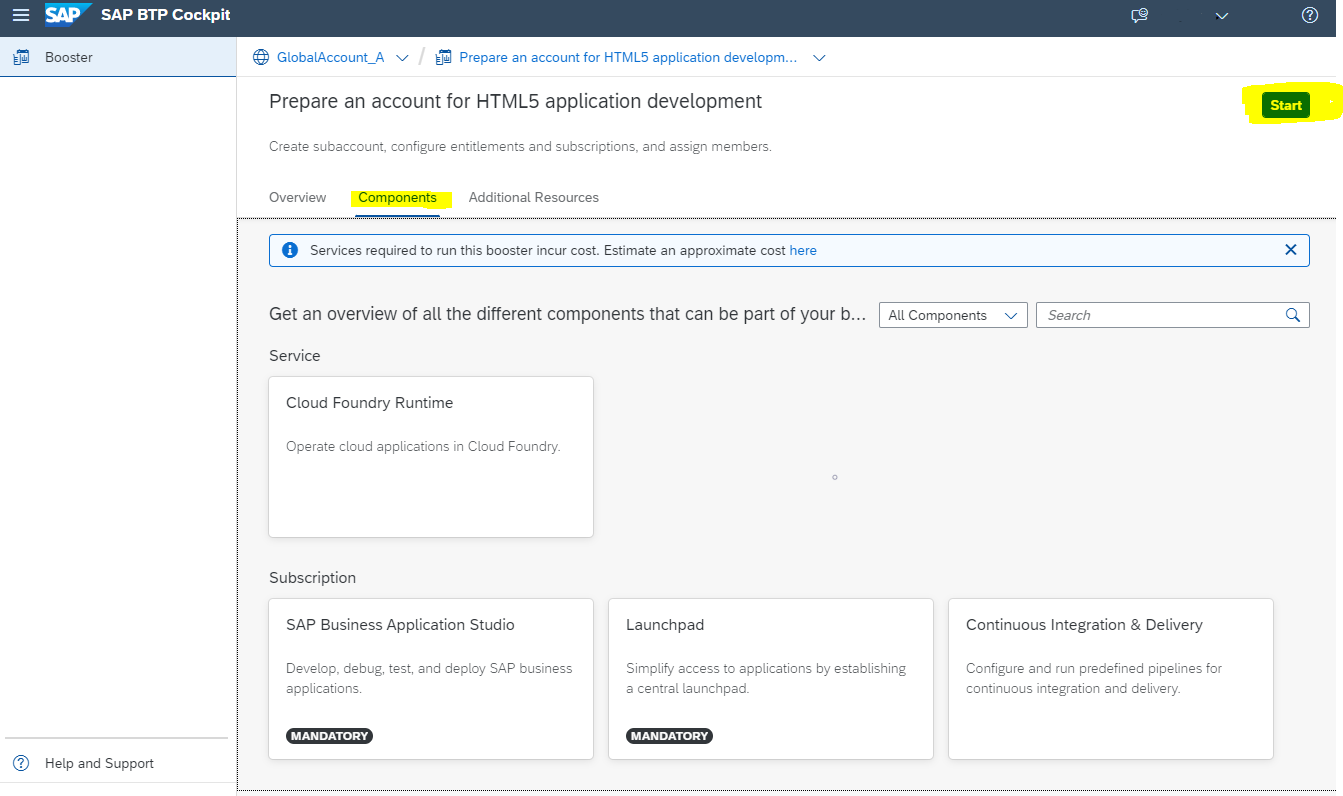 SAP SAP BTP Cockpit
Booster
GlobalAccount_A / Prepare an account for HTML5 application developm...
Prepare an account for HTML5 application development
Start
Create subaccount, configure entitlements and subscriptions, and assign members.
Overview Components Additional Resources
Services required to run this booster incur cost. Estimate an approximate cost here
Get an overview of all the different components that can be part of your b... All Components Search
Service
Cloud Foundry Runtime
Operate cloud applications in Cloud Foundry.
Subscription
SAP Business Application Studio
Develop, debug, test, and deploy SAP business
applications.
MANDATORY
Launchpad
Simplify access to applications by establishing
a central launchpad.
MANDATORY
Continuous Integration & Delivery
Configure and run predefined pipelines for
continuous integration and delivery.
Help and Support